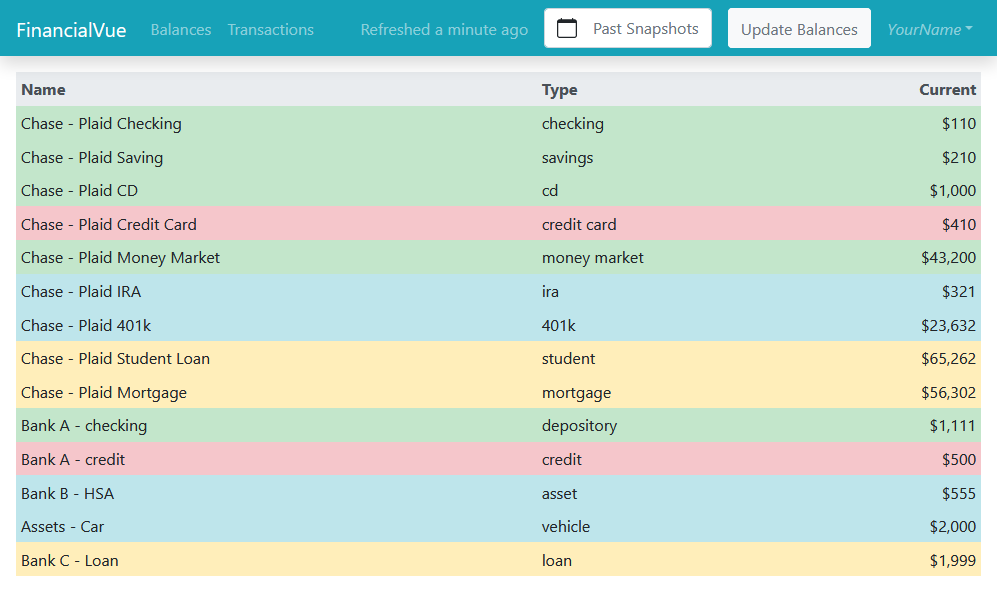 FinancialVue Balances Transactions Refreshed a minute ago Past Snapshots Update Balances YourName
Name Type Current
Chase - Plaid Checking checking $110
Chase - Plaid Saving savings $210
Chase - Plaid CD cd $1,000
Chase - Plaid Credit Card credit card $410
Chase - Plaid Money Market money market $43,200
Chase - Plaid IRA ira $321
Chase - Plaid 401k 401k $23,632
Chase - Plaid Student Loan student $65,262
Chase - Plaid Mortgage mortgage $56,302
Bank A - checking depository $1,111
Bank A - credit credit $500
Bank B - HSA asset $555
Assets - Car vehicle $2,000
Bank C - Loan loan $1,999